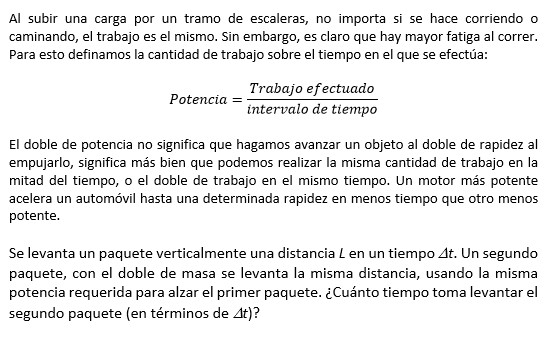 Al subir una carga por un tramo de escaleras, no importa si se hace corriendo o
caminando, el trabajo es el mismo. Sin embargo, es claro que hay mayor fatiga al correr.
Para esto definamos la cantidad de trabajo sobre el tiempo en el que se efectúa:
Potencia = Trabajo efectuado / intervalo de tiempo
El doble de potencia no significa que hagamos avanzar un objeto al doble de rapidez al
empujarlo, significa más bien que podemos realizar la misma cantidad de trabajo en la
mitad del tiempo, o el doble de trabajo en el mismo tiempo. Un motor más potente
acelera un automóvil hasta una determinada rapidez en menos tiempo que otro menos
potente.
Se levanta un paquete verticalmente una distancia L en un tiempo Δt. Un segundo
paquete, con el doble de masa se levanta la misma distancia, usando la misma
potencia requerida para alzar el primer paquete. ¿Cuánto tiempo toma levantar el
segundo paquete (en términos de Δt)?